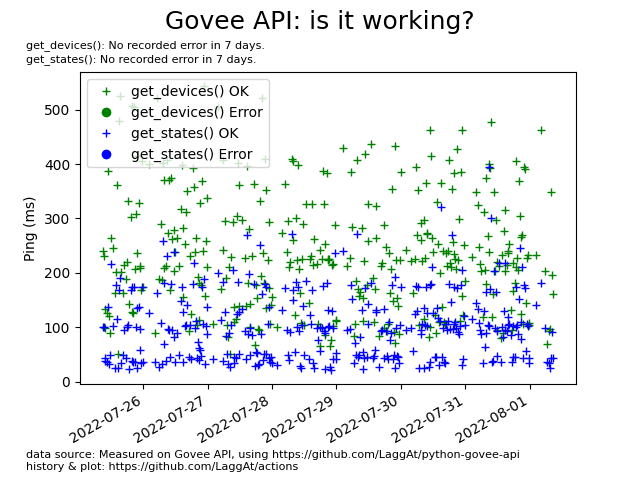 Govee API: is it working?
get_devices(): No recorded error in 7 days.
get_states(): No recorded error in 7 days.
get_devices() OK
get_devices() Error
get_states() OK
get_states() Error
Ping (ms)
500
400
300
200
100
0
2022-07-26
2022-07-27
2022-07-28
2022-07-29
2022-07-30
2022-07-31
2022-08-01
data source: Measured on Govee API, using https://github.com/LaggAt/python-govee-api
history & plot: https://github.com/LaggAt/actions